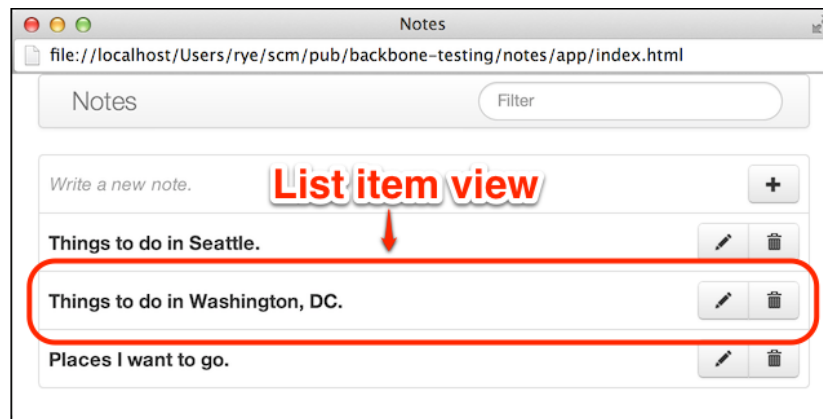 Notes
file://localhost/Users/rye/scm/pub/backbone-testing/notes/app/index.html
Notes
Filter
Write a new note.
List item view
Things to do in Seattle.
Things to do in Washington, DC.
Places I want to go.